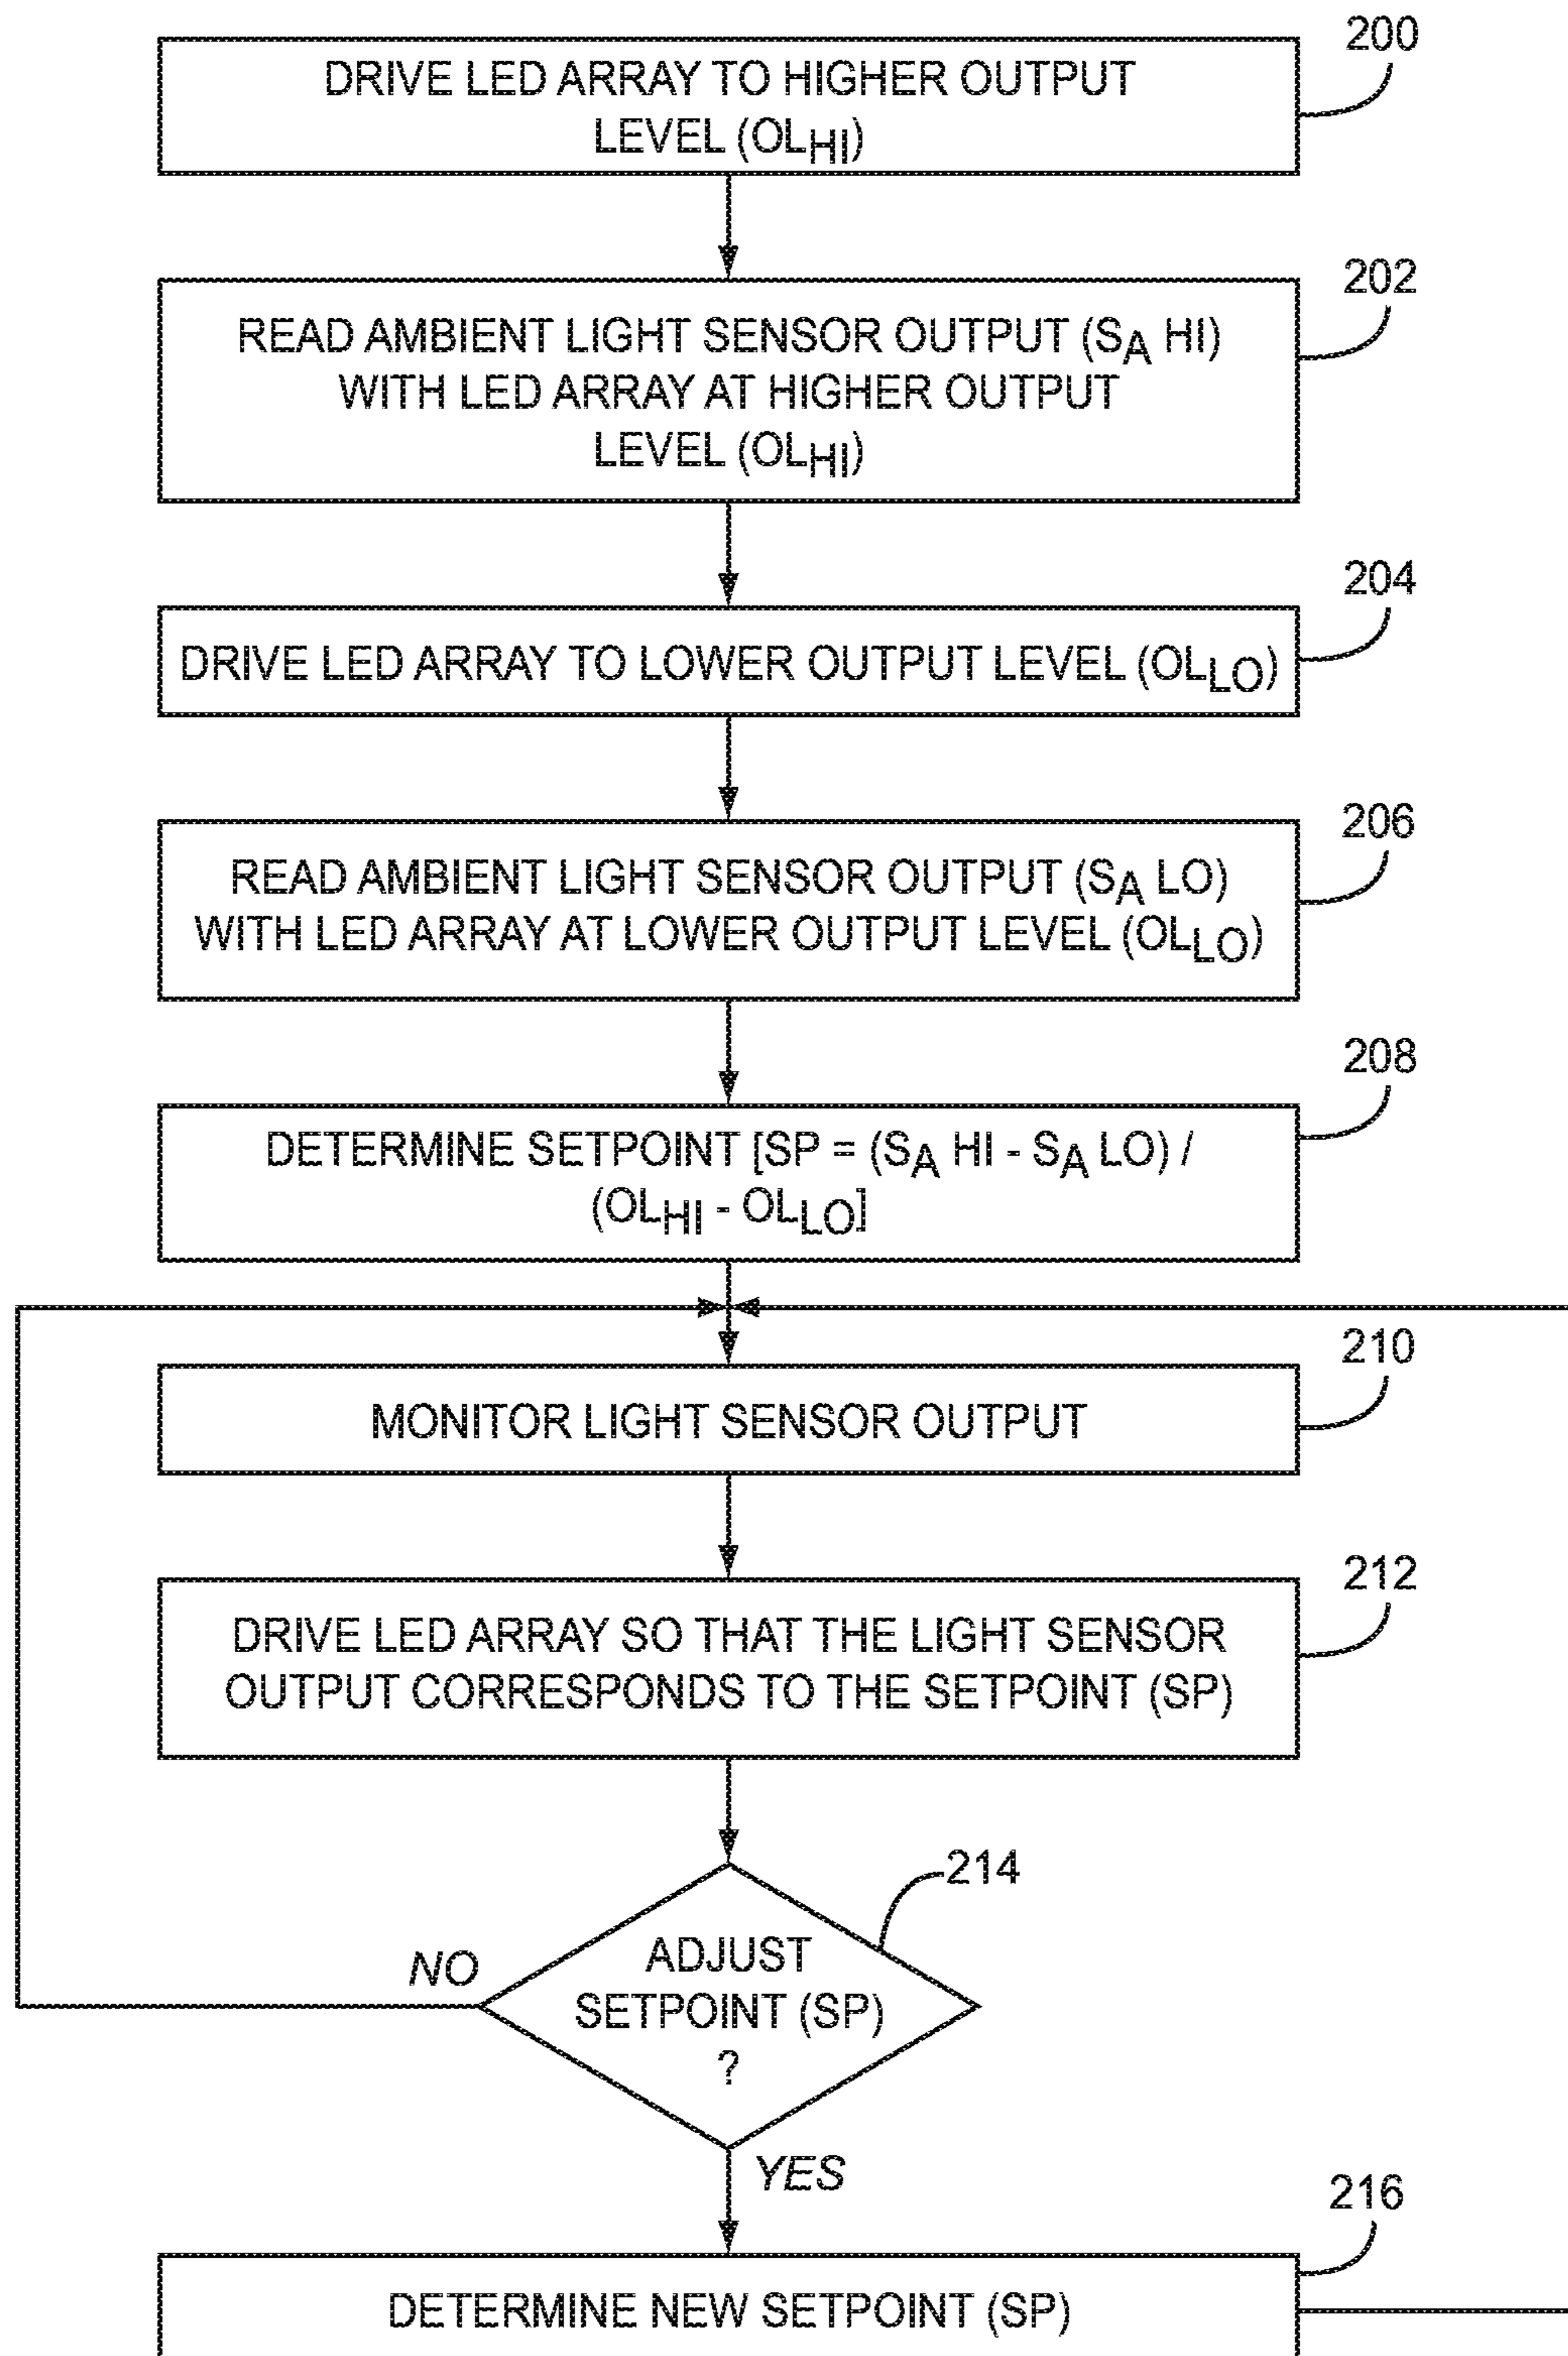 200
DRIVE LED ARRAY TO HIGHER OUTPUT
LEVEL (OLHI)
202
READ AMBIENT LIGHT SENSOR OUTPUT (SA HI)
WITH LED ARRAY AT HIGHER OUTPUT
LEVEL (OLHI)
204
DRIVE LED ARRAY TO LOWER OUTPUT LEVEL (OLLO)
206
READ AMBIENT LIGHT SENSOR OUTPUT (SA LO)
WITH LED ARRAY AT LOWER OUTPUT LEVEL (OLLO)
208
DETERMINE SETPOINT [SP = (SA HI - SA LO) /
(OLHI - OLLO]
210
MONITOR LIGHT SENSOR OUTPUT
212
DRIVE LED ARRAY SO THAT THE LIGHT SENSOR
OUTPUT CORRESPONDS TO THE SETPOINT (SP)
214
ADJUST
SETPOINT (SP)
?
NO
YES
216
DETERMINE NEW SETPOINT (SP)